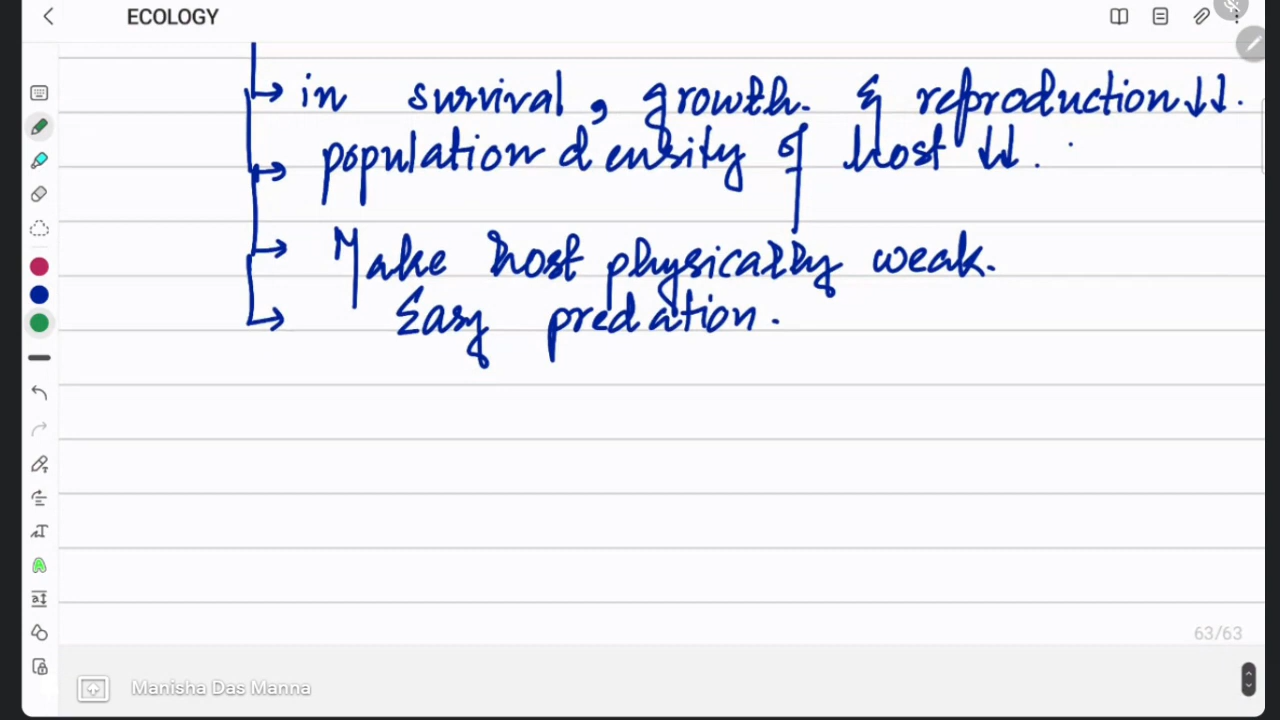 ECOLOGY
→ in survival, growth. & reproduction ↓↓.
→ population density of host ↓↓.
→ Make host physically weak.
→ Easy predation.
63/63
Manisha Das Manna